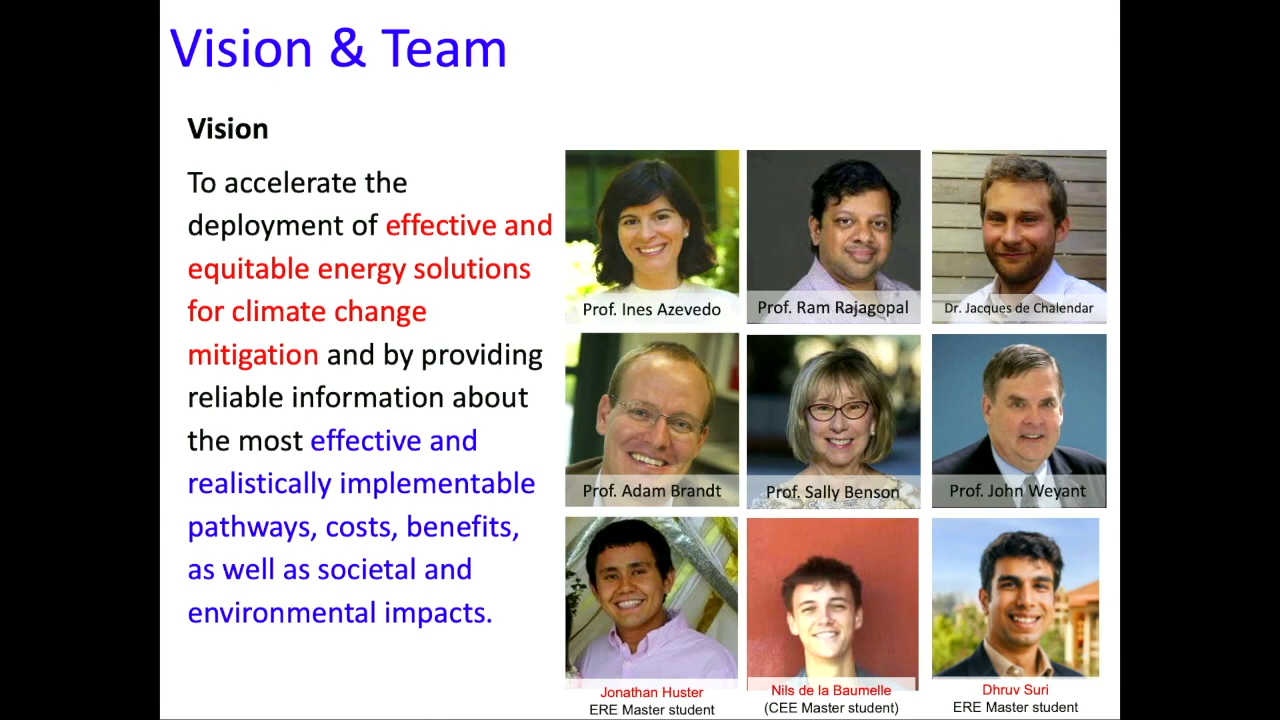 Vision & Team
Vision
To accelerate the
deployment of effective and
equitable energy solutions
for climate change
mitigation and by providing
reliable information about
the most effective and
realistically implementable
pathways, costs, benefits,
as well as societal and
environmental impacts.
Prof. Ines Azevedo
Prof. Ram Rajagopal
Dr. Jacques de Chalendar
Prof. Adam Brandt
Prof. Sally Benson
Prof. John Weyant
Jonathan Huster
ERE Master student
Nils de la Baumelle
(CEE Master student)
Dhruv Suri
ERE Master student